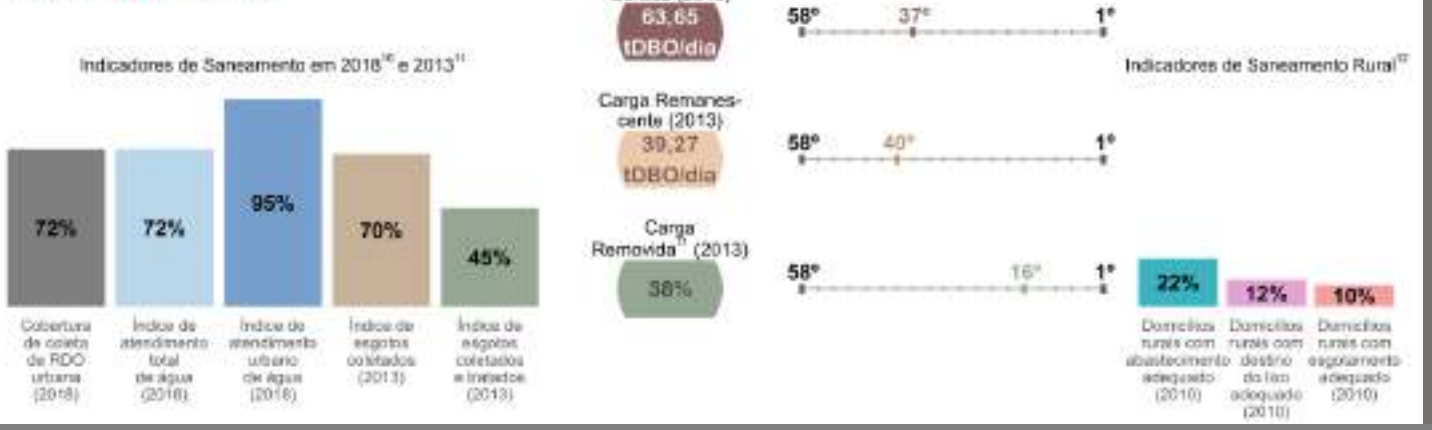 Indicadores de Saneamento em 2018¹⁰ e 2013¹¹
72%
72%
95%
70%
45%
Cobertura
de coleta
de RDO
urbana
(2018)
Índice de
atendimento
total
de água
(2018)
Índice de
atendimento
urbano
de água
(2018)
Índice de
esgotos
coletados
(2013)
Índice de
esgotos
coletados
e tratados
(2013)
63,65
tDBO/dia
58º
37º
1º
Carga Remanes-
cente (2013)
39,27
tDBO/dia
58º
40º
1º
Carga
Removida¹¹ (2013)
38%
58º
16º
1º
Indicadores de Saneamento Rural¹²
22%
12%
10%
Domicílios
rurais com
abastecimento
adequado
(2010)
Domicílios
rurais com
destino
do lixo
adequado
(2010)
Domicílios
rurais com
esgotamento
adequado
(2010)